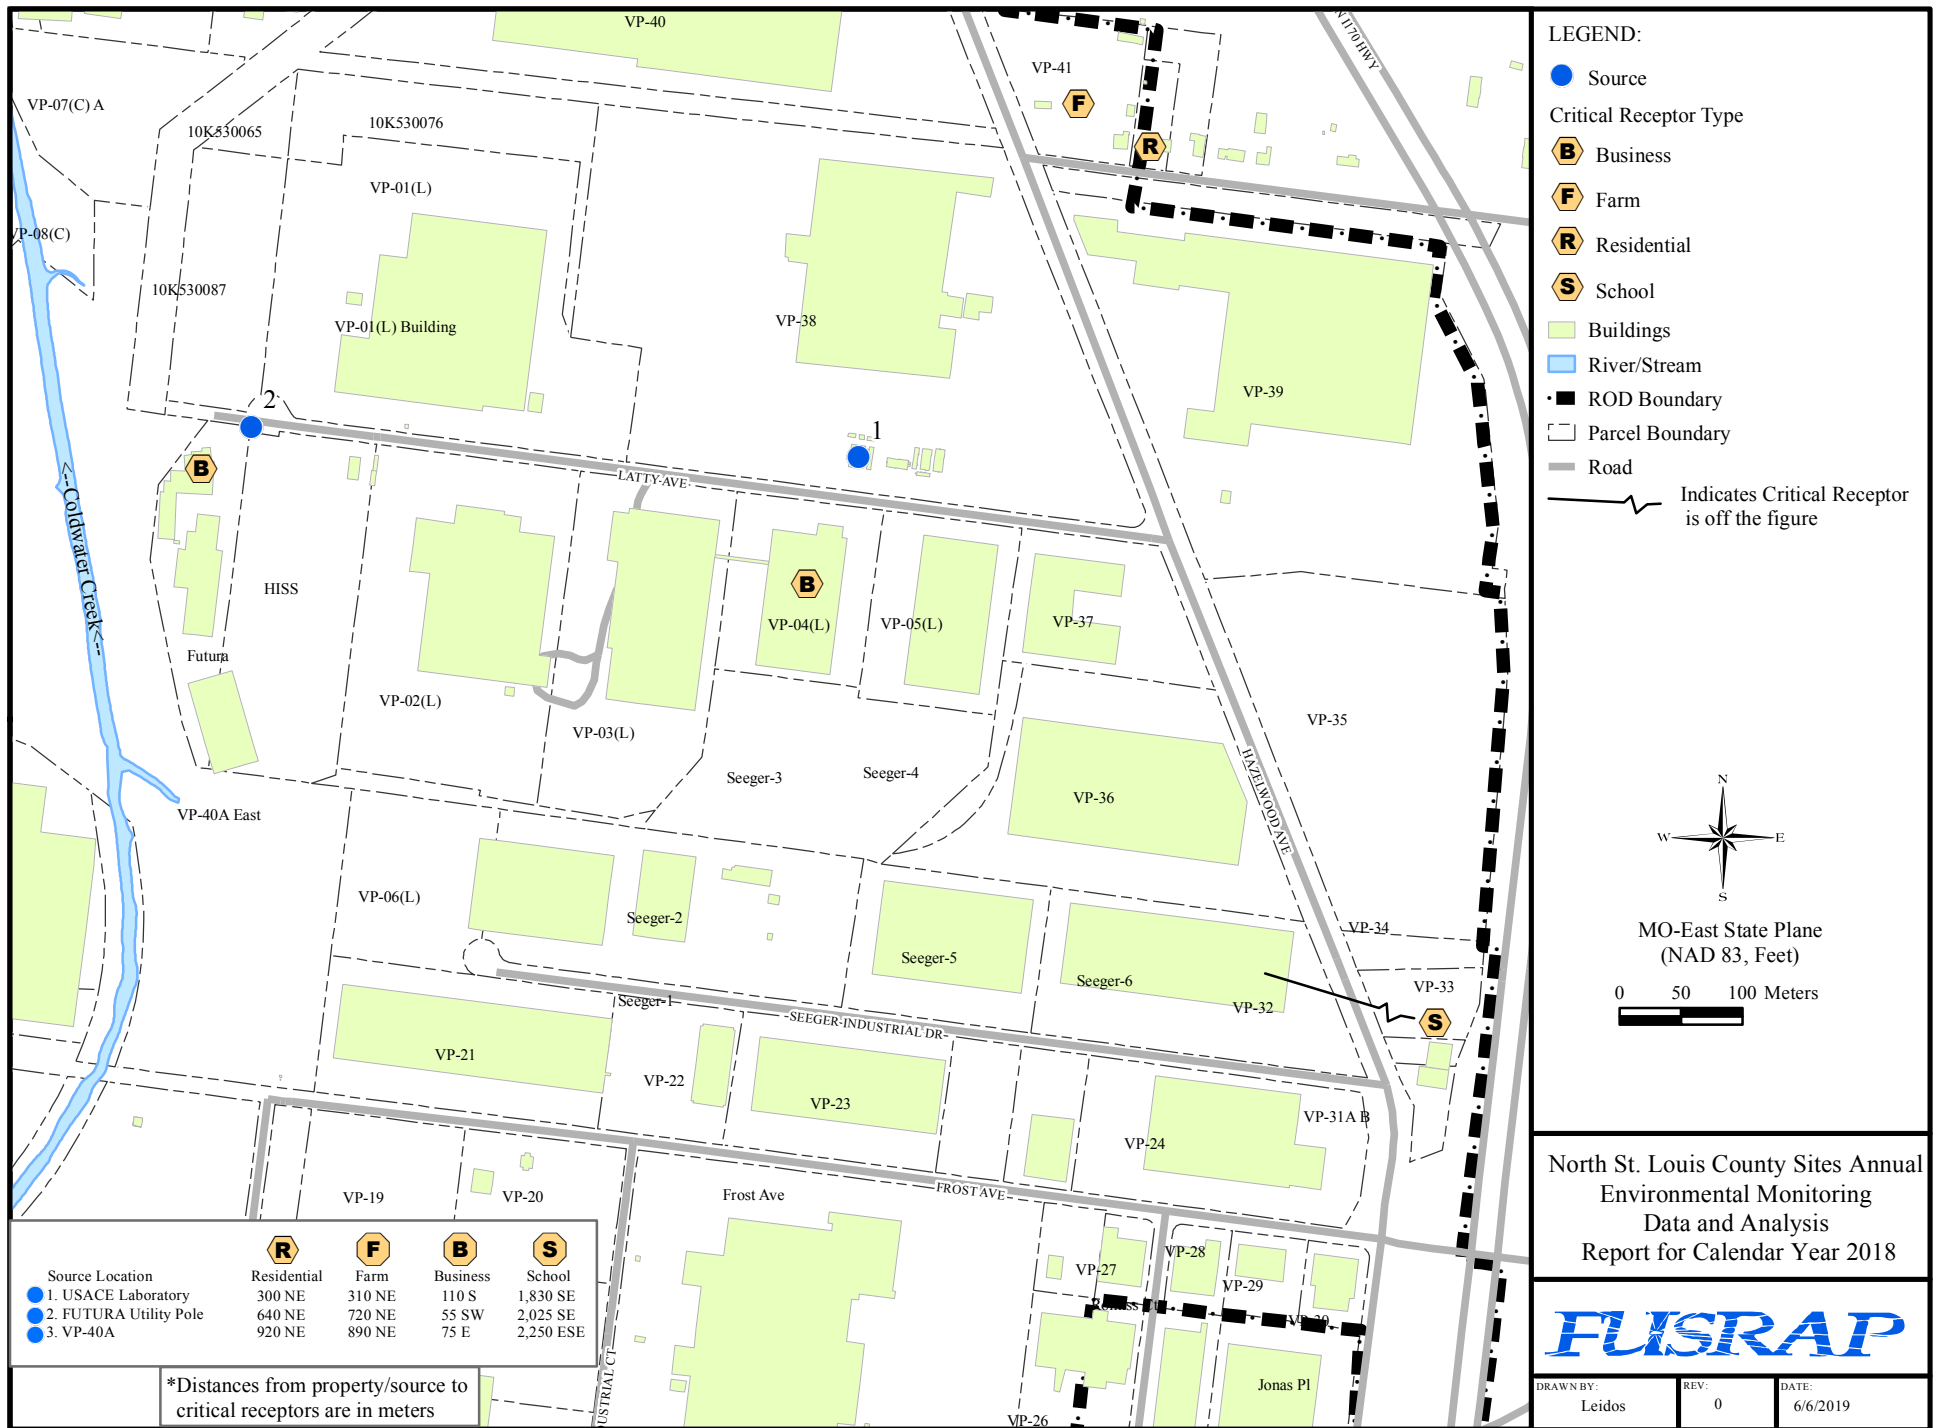 VP-40
VP-41
N I170 HWY
VP-07(C) A
10K530065
10K530076
VP-01(L)
VP-08(C)
10K530087
VP-01(L) Building
VP-38
VP-39
2
1
B
F
R
LATTY AVE
<--Coldwater Creek<--
HISS
B
VP-04(L)
VP-05(L)
VP-37
Futura
VP-02(L)
VP-03(L)
VP-35
Seeger-3
Seeger-4
HAZELWOOD AVE
VP-36
VP-40A East
VP-06(L)
Seeger-2
Seeger-5
Seeger-6
VP-34
VP-33
VP-32
S
Seeger-1
SEEGER INDUSTRIAL DR
VP-21
VP-22
VP-23
VP-24
VP-31A B
VP-19
VP-20
Frost Ave
FROST AVE
VP-27
VP-28
VP-29
VP-30
Jonas Pl
VP-26
USTRIAL CT
R F B S
Source Location Residential Farm Business School
1. USACE Laboratory 300 NE 310 NE 110 S 1,830 SE
2. FUTURA Utility Pole 640 NE 720 NE 55 SW 2,025 SE
3. VP-40A 920 NE 890 NE 75 E 2,250 ESE
*Distances from property/source to
critical receptors are in meters
LEGEND:
Source
Critical Receptor Type
B Business
F Farm
R Residential
S School
Buildings
River/Stream
ROD Boundary
Parcel Boundary
Road
Indicates Critical Receptor
is off the figure
N
W E
S
MO-East State Plane
(NAD 83, Feet)
0 50 100 Meters
North St. Louis County Sites Annual
Environmental Monitoring
Data and Analysis
Report for Calendar Year 2018
FUSRAP
DRAWN BY:
Leidos
REV:
0
DATE:
6/6/2019